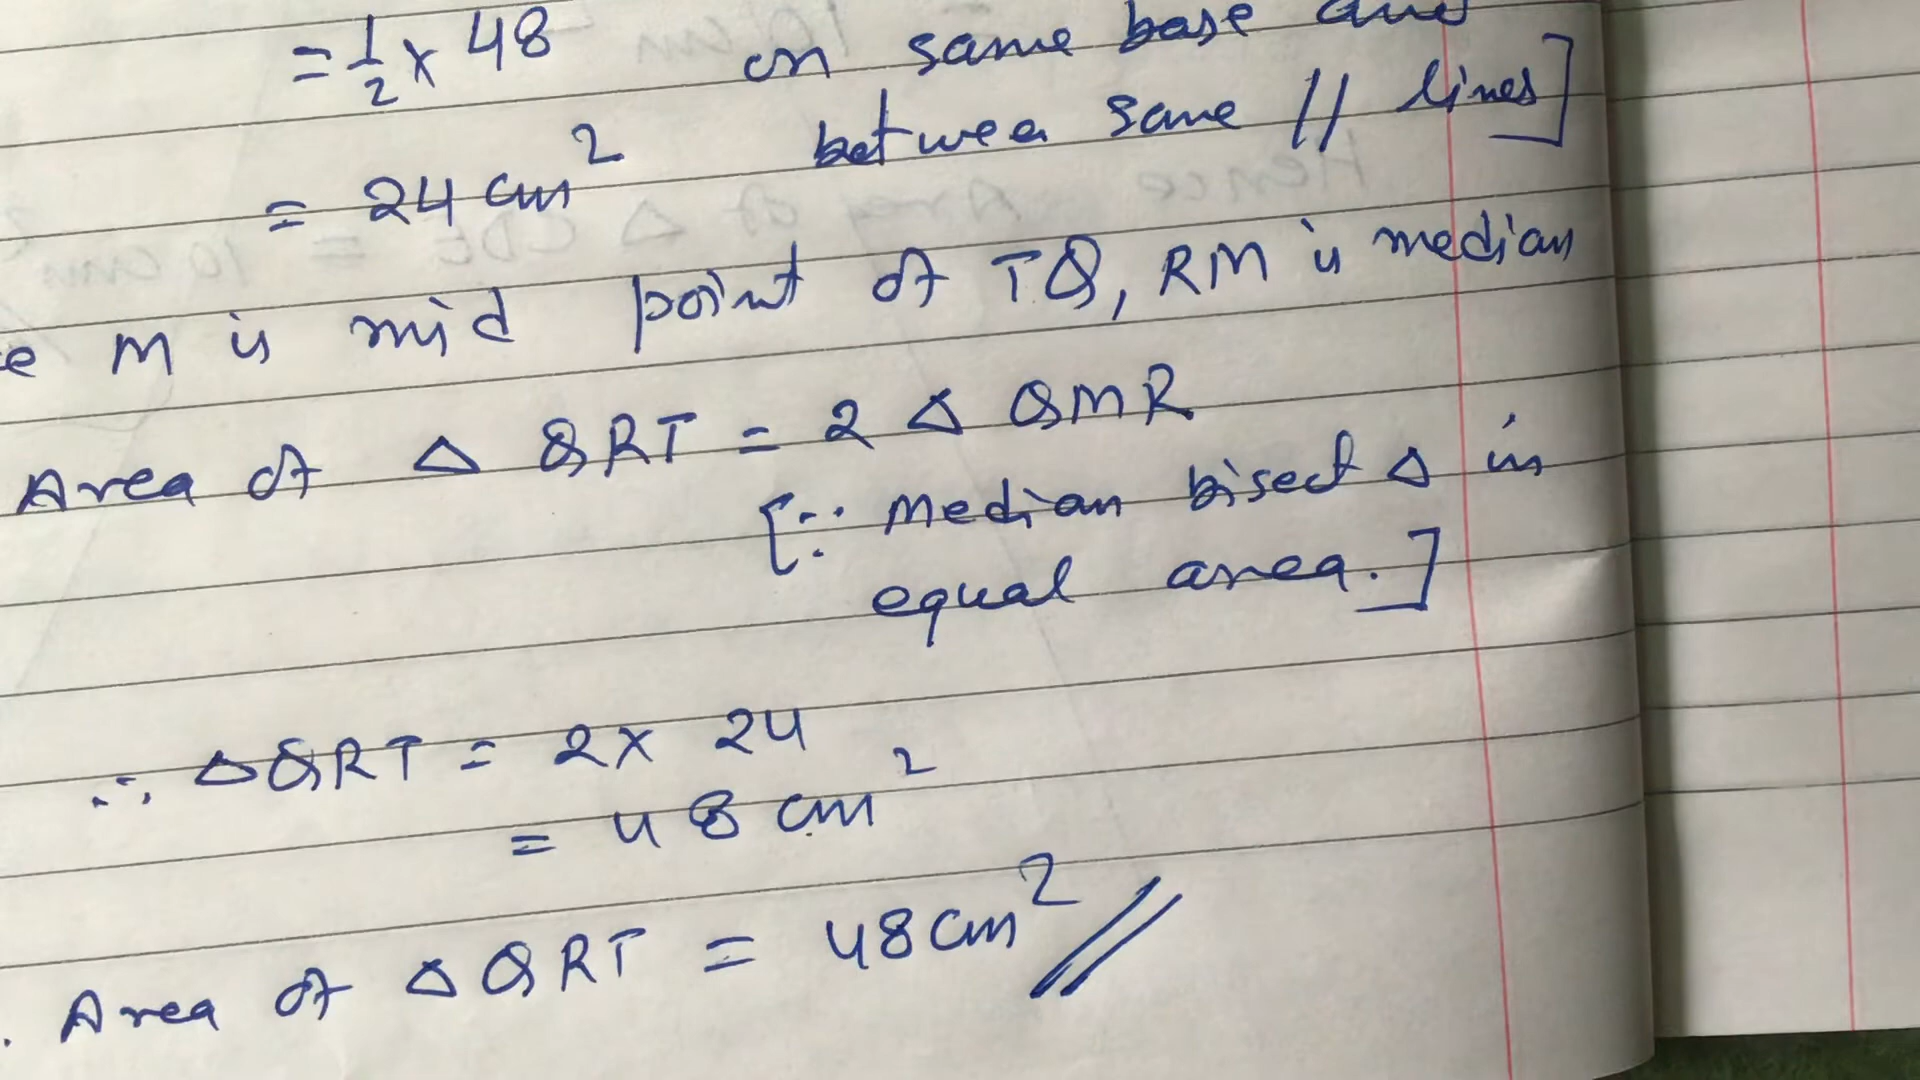 = 1/2 × 48 on same base and
= 24 cm² between same // lines]
e M is mid point of TQ, RM is median
Area of △ QRT = 2 △ QMR
[∵ Median bisect △ in
equal area.]
∴ △QRT = 2 × 24
= 48 cm²
. Area of △ QRT = 48 cm² //